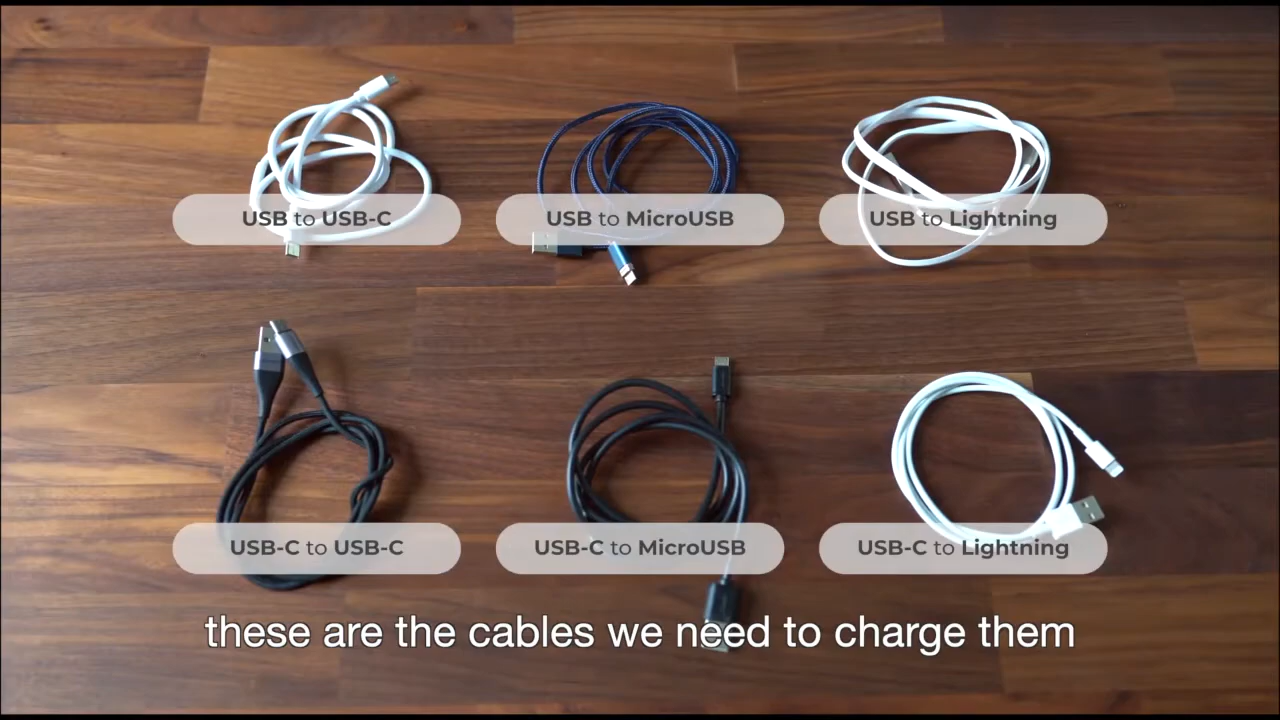 USB to USB-C
USB to MicroUSB
USB to Lightning
USB-C to USB-C
USB-C to MicroUSB
USB-C to Lightning
these are the cables we need to charge them